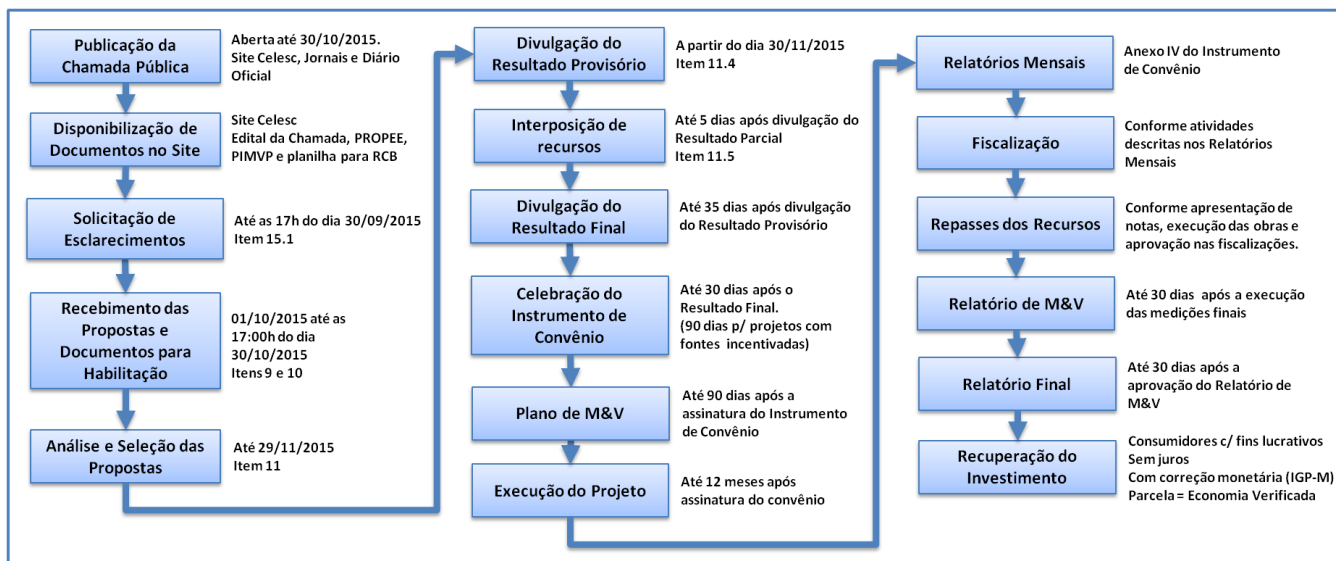 Publicação da
Chamada Pública
Aberta até 30/10/2015.
Site Celesc, Jornais e Diário
Oficial
Disponibilização de
Documentos no Site
Site Celesc
Edital da Chamada, PROPEE,
PIMVP e planilha para RCB
Solicitação de
Esclarecimentos
Até as 17h do dia 30/09/2015
Item 15.1
Recebimento das
Propostas e
Documentos para
Habilitação
01/10/2015 até as
17:00h do dia
30/10/2015
Itens 9 e 10
Análise e Seleção das
Propostas
Até 29/11/2015
Item 11
Divulgação do
Resultado Provisório
A partir do dia 30/11/2015
Item 11.4
Interposição de
recursos
Até 5 dias após divulgação do
Resultado Parcial
Item 11.5
Divulgação do
Resultado Final
Até 35 dias após divulgação
do Resultado Provisório
Celebração do
Instrumento de
Convênio
Até 30 dias após o
Resultado Final.
(90 dias p/ projetos com
fontes incentivadas)
Plano de M&V
Até 90 dias após a
assinatura do Instrumento
de Convênio
Execução do Projeto
Até 12 meses após
assinatura do convênio
Relatórios Mensais
Anexo IV do Instrumento
de Convênio
Fiscalização
Conforme atividades
descritas nos Relatórios
Mensais
Repasses dos Recursos
Conforme apresentação de
notas, execução das obras e
aprovação nas fiscalizações.
Relatório de M&V
Até 30 dias após a execução
das medições finais
Relatório Final
Até 30 dias após a
aprovação do Relatório de
M&V
Recuperação do
Investimento
Consumidores c/ fins lucrativos
Sem juros
Com correção monetária (IGP-M)
Parcela = Economia Verificada